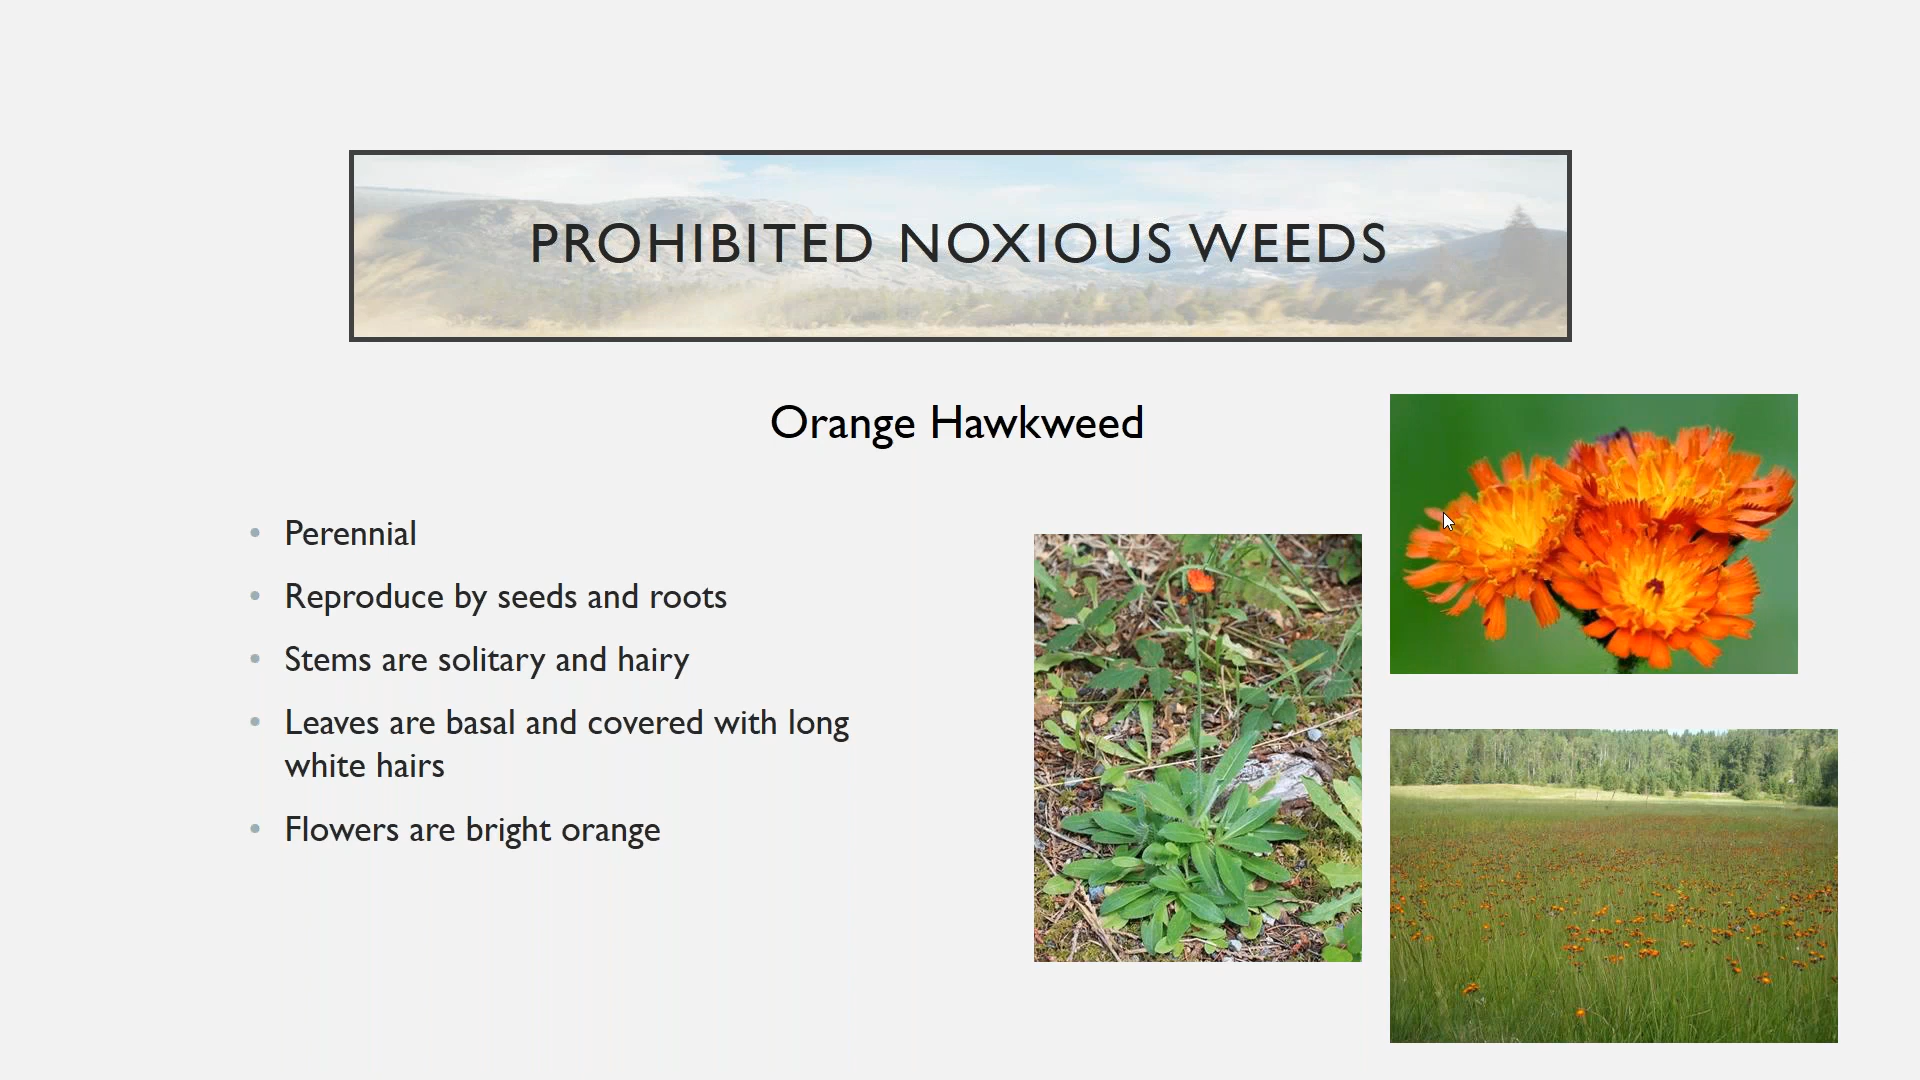 PROHIBITED NOXIOUS WEEDS
Orange Hawkweed
• Perennial
• Reproduce by seeds and roots
• Stems are solitary and hairy
• Leaves are basal and covered with long
white hairs
• Flowers are bright orange